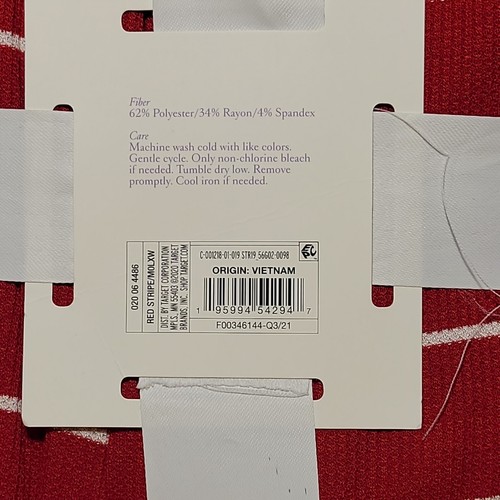 Fiber
62% Polyester/34% Rayon/4% Spandex
Care
Machine wash cold with like colors.
Gentle cycle. Only non-chlorine bleach
if needed. Tumble dry low. Remove
promptly. Cool iron if needed.
020 06 4486
RED STRIPE/M0LXW
DIST. BY TARGET CORPORATION
MPLS, MN 55403 ©2020 TARGET
BRANDS, INC. SHOP TARGET.COM
C-001218-01-019 STR19_56G02-0098
ORIGIN: VIETNAM
1 95994 54294 7
F00346144-Q3/21